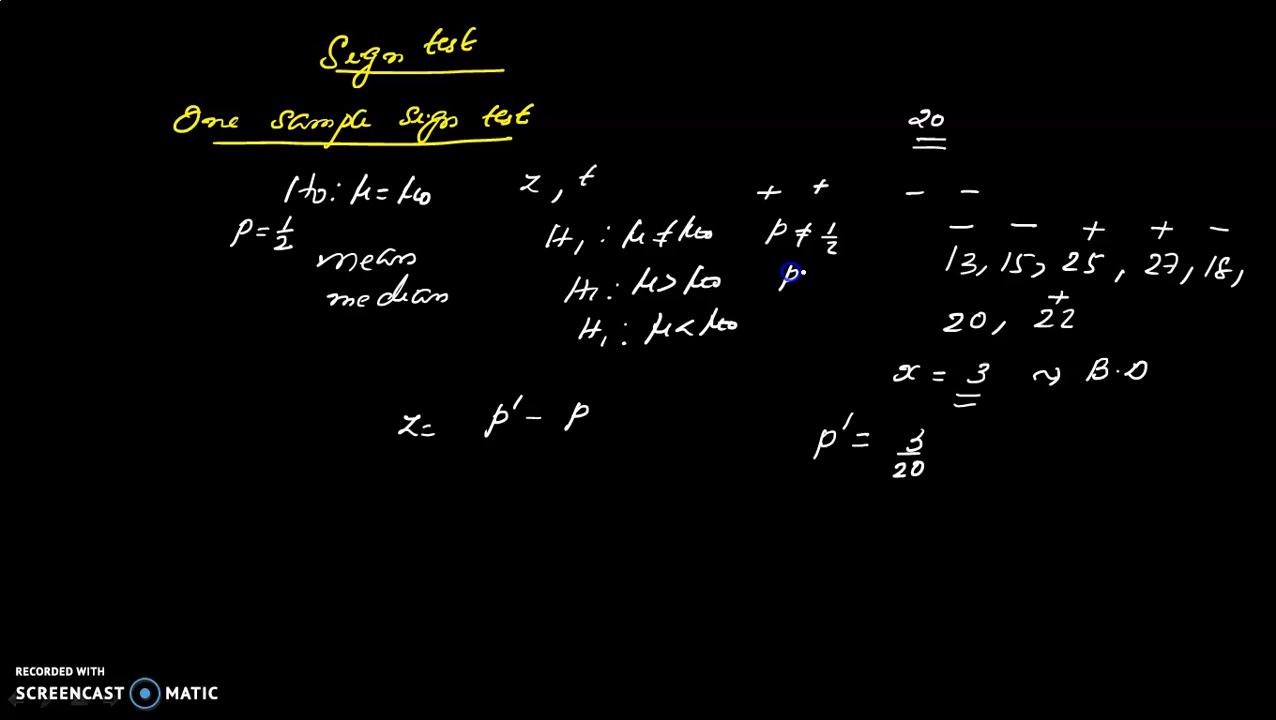 Sign test
One sample sign test
20
H0: μ = μ0
z, t
+ + − −
p = 1/2
mean
median
H1: μ ≠ μ0 p ≠ 1/2
H1: μ > μ0 p
H1: μ < μ0
− − + + −
13, 15, 25, 27, 18,
+
20, 22
x = 3 ~ B.D
z = p' − p
p' = 3/20
RECORDED WITH
SCREENCAST MATIC